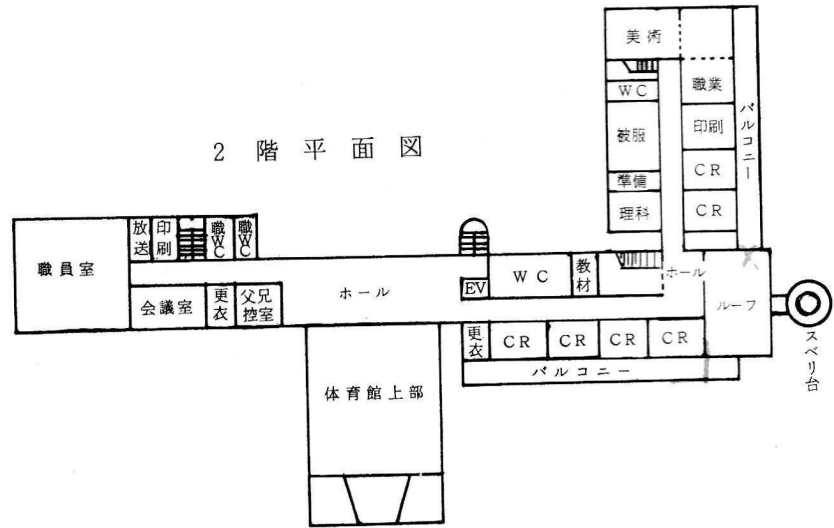 2階平面図
美術
WC
職業
被服
印刷
準備
CR
理科
CR
バルコニー
放送
印刷
職WC
職WC
職員室
会議室
更衣
父兄控室
ホール
EV
WC
教材
ホール
ルーフ
スベリ台
更衣
CR
CR
CR
CR
バルコニー
体育館上部